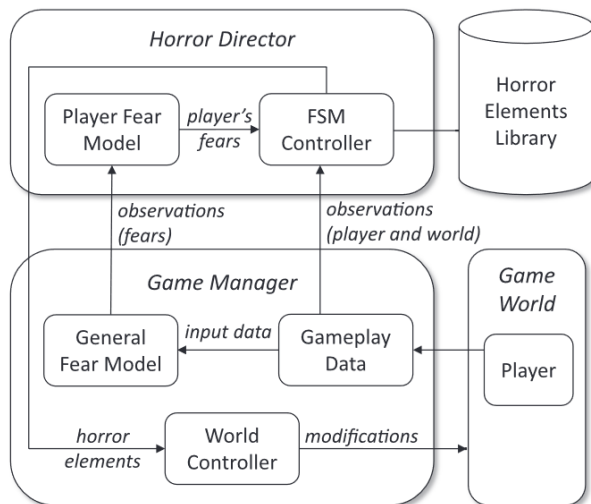 Horror Director
Player Fear
Model
player's
fears
FSM
Controller
Horror
Elements
Library
observations
(fears)
observations
(player and world)
Game Manager
Game
World
General
Fear Model
input data
Gameplay
Data
Player
horror
elements
World
Controller
modifications